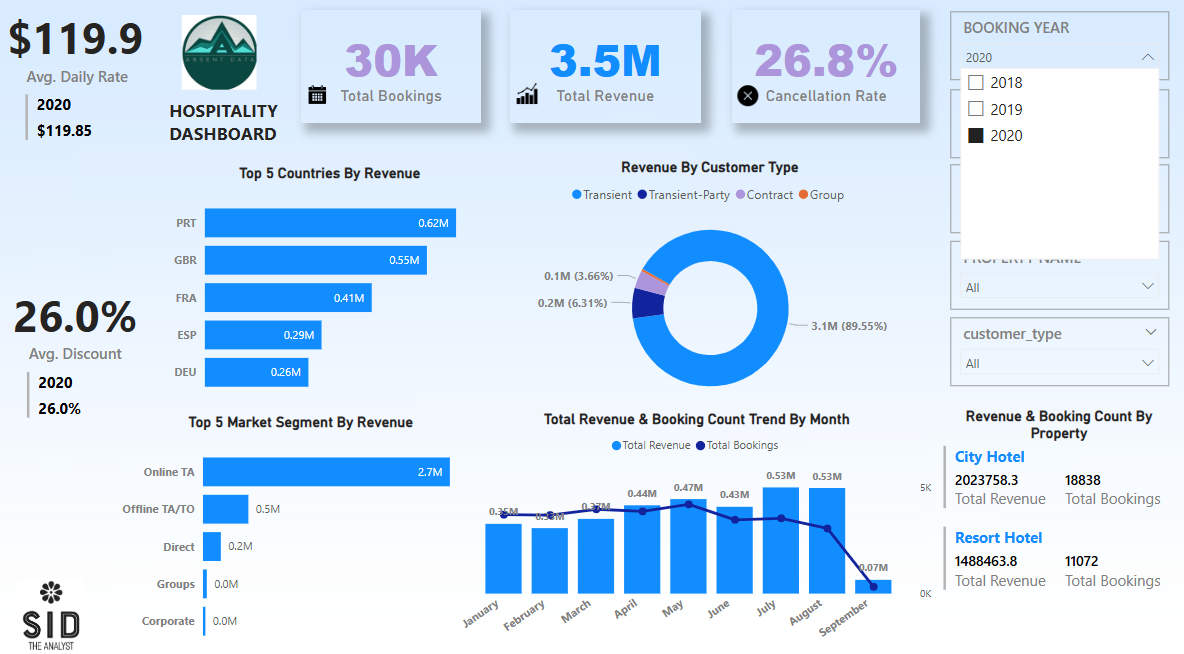 $119.9
Avg. Daily Rate
2020
$119.85
ABSENT DATA
HOSPITALITY
DASHBOARD
30K
Total Bookings
3.5M
Total Revenue
26.8%
Cancellation Rate
BOOKING YEAR
2020
2018
2019
2020
PROPERTY NAME
All
customer_type
All
26.0%
Avg. Discount
2020
26.0%
Top 5 Countries By Revenue
PRT
0.62M
GBR
0.55M
FRA
0.41M
ESP
0.29M
DEU
0.26M
Revenue By Customer Type
Transient
Transient-Party
Contract
Group
0.1M (3.66%)
0.2M (6.31%)
3.1M (89.55%)
Top 5 Market Segment By Revenue
Online TA
2.7M
Offline TA/TO
0.5M
Direct
0.2M
Groups
0.0M
Corporate
0.0M
Total Revenue & Booking Count Trend By Month
Total Revenue
Total Bookings
0.44M
0.47M
0.43M
0.53M
0.53M
0.07M
5K
0K
January
February
March
April
May
June
July
August
September
Revenue & Booking Count By
Property
City Hotel
2023758.3
18838
Total Revenue
Total Bookings
Resort Hotel
1488463.8
11072
Total Revenue
Total Bookings
SID
THE ANALYST